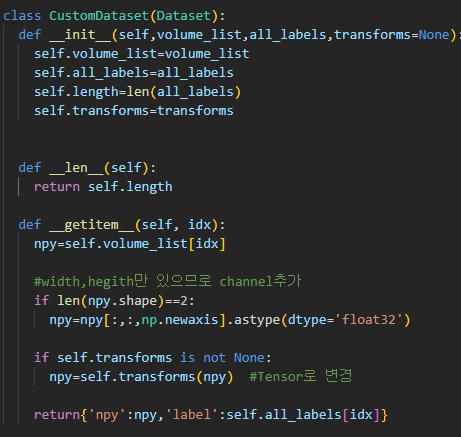 class CustomDataset(Dataset):
  def __init__(self,volume_list,all_labels,transforms=None):
    self.volume_list=volume_list
    self.all_labels=all_labels
    self.length=len(all_labels)
    self.transforms=transforms
  def __len__(self):
    return self.length
  def __getitem__(self, idx):
    npy=self.volume_list[idx]
    #width,hegith만 있으므로 channel추가
    if len(npy.shape)==2:
      npy=npy[:,:,np.newaxis].astype(dtype='float32')
    if self.transforms is not None:
      npy=self.transforms(npy)  #Tensor로 변경
    return{'npy':npy,'label':self.all_labels[idx]}